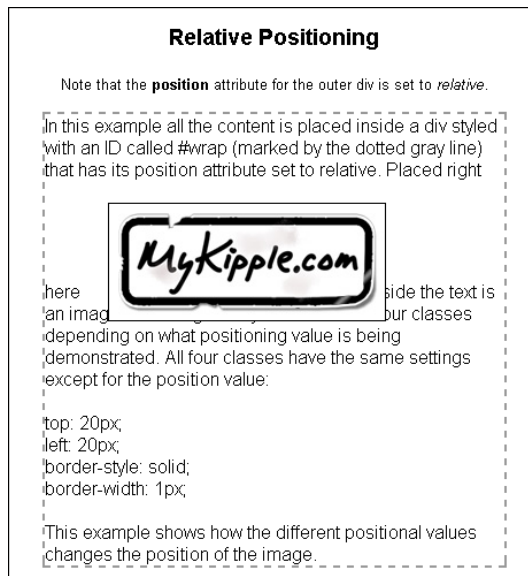 Relative Positioning
Note that the position attribute for the outer div is set to relative.
In this example all the content is placed inside a div styled
with an ID called #wrap (marked by the dotted gray line)
that has its position attribute set to relative. Placed right
MyKipple.com
here side the text is
an imag our classes
depending on what positioning value is being
demonstrated. All four classes have the same settings
except for the position value:
top: 20px;
left: 20px;
border-style: solid;
border-width: 1px;
This example shows how the different positional values
changes the position of the image.